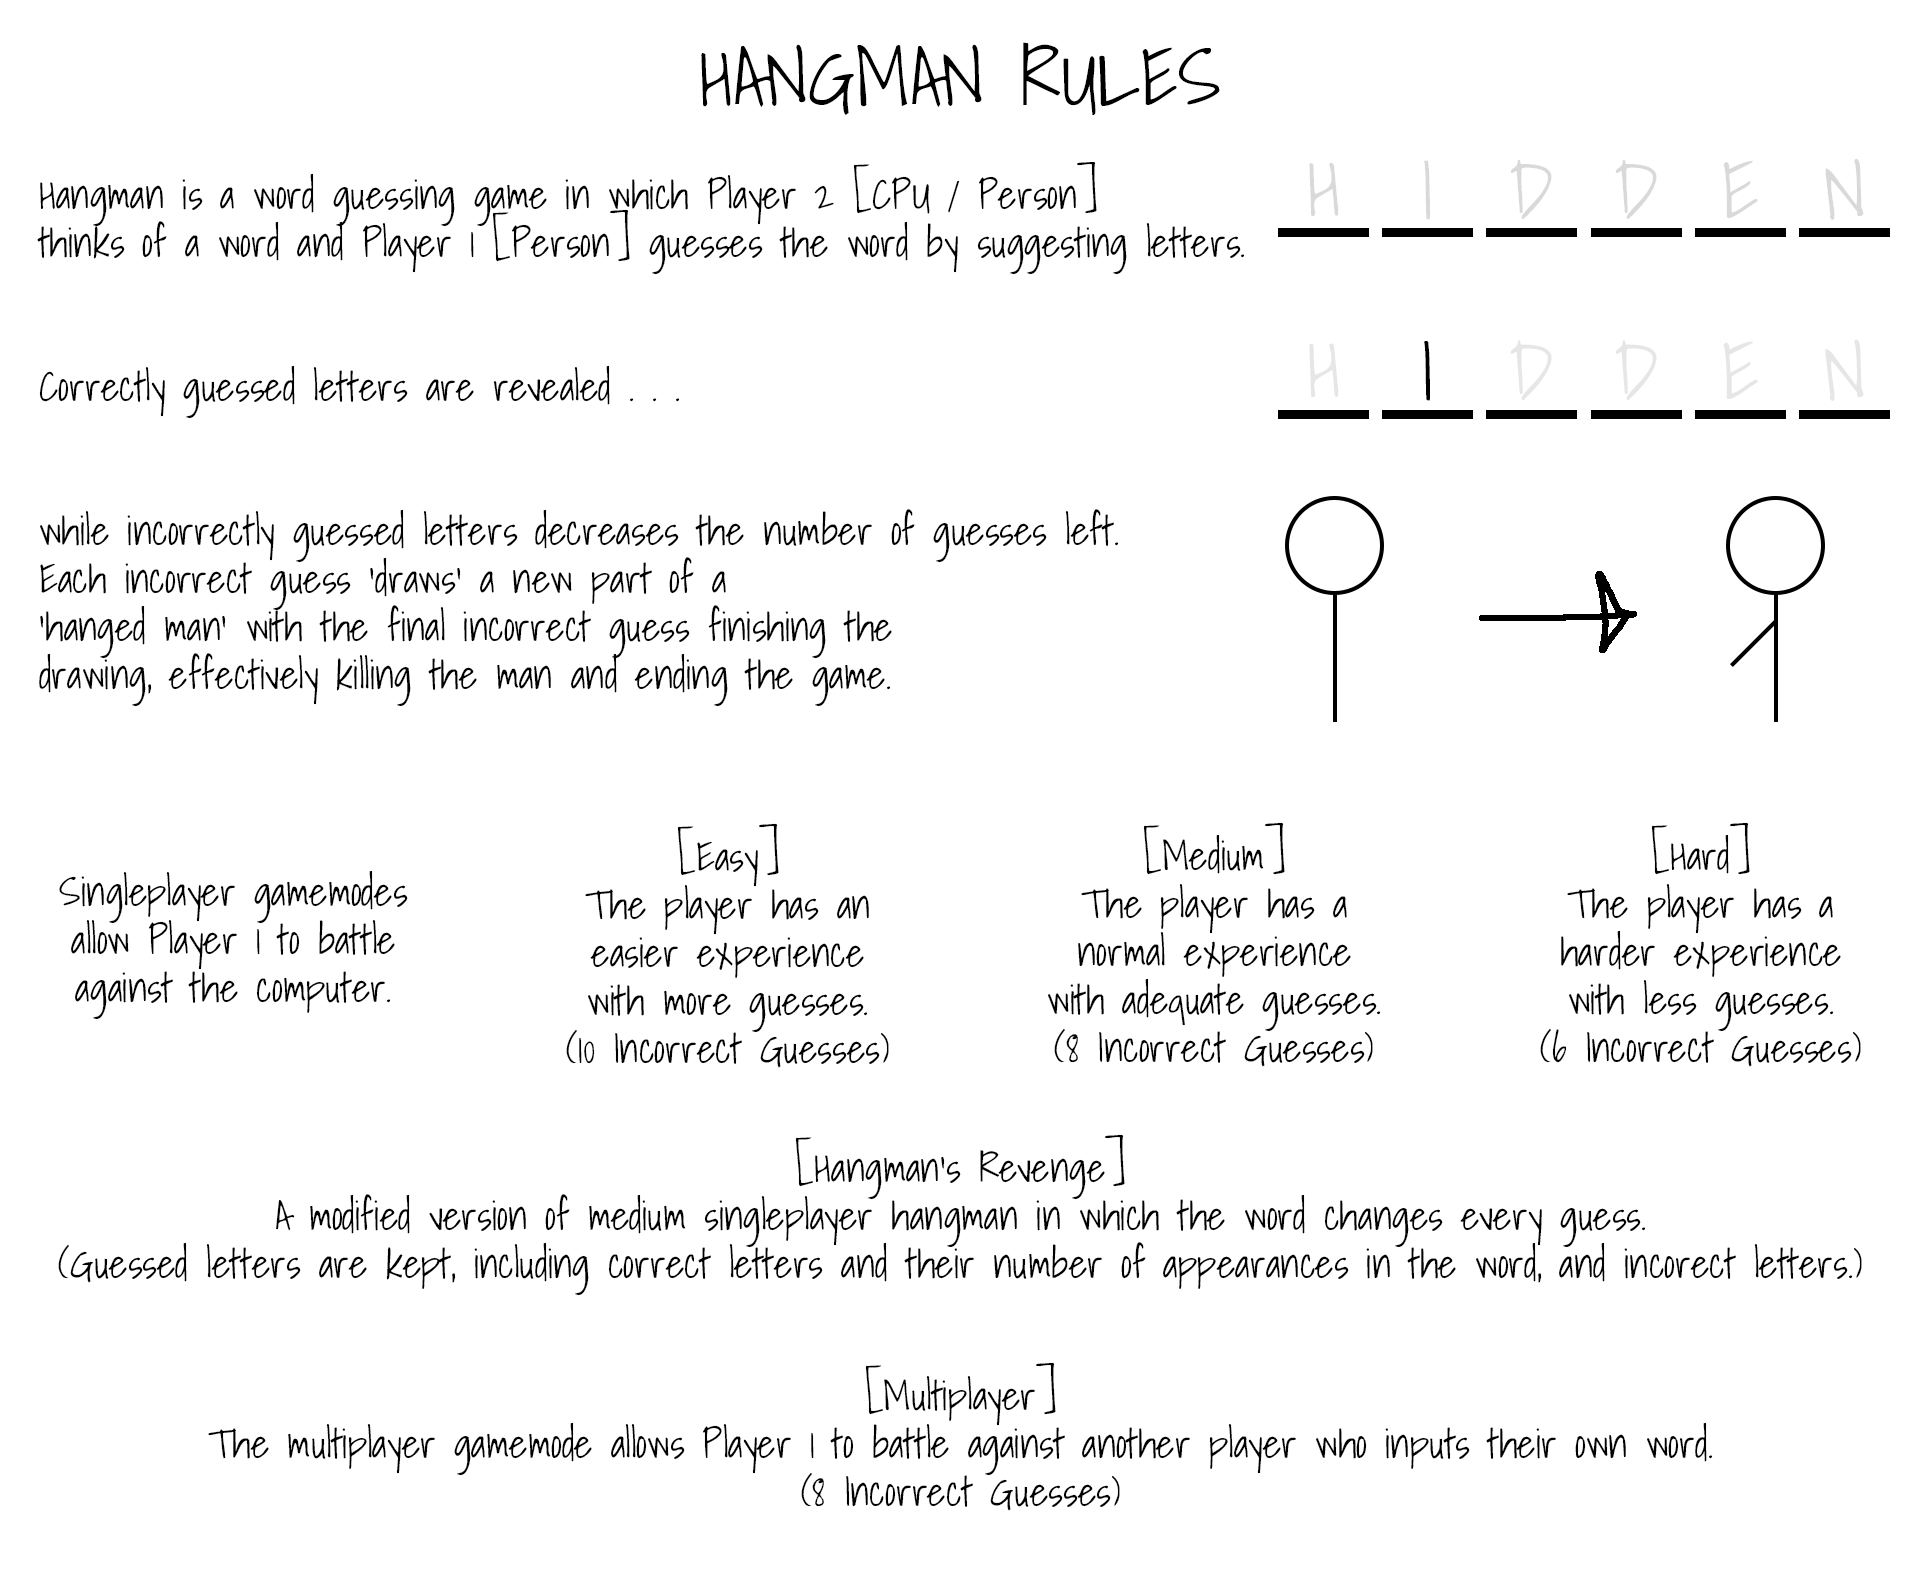 HANGMAN RULES
Hangman is a word guessing game in which Player 2 [CPU / Person]
thinks of a word and Player 1 [Person] guesses the word by suggesting letters.
H I D D E N
Correctly guessed letters are revealed . . .
H I D D E N
while incorrectly guessed letters decreases the number of guesses left.
Each incorrect guess 'draws' a new part of a
'hanged man' with the final incorrect guess finishing the
drawing, effectively killing the man and ending the game.
Singleplayer gamemodes
allow Player 1 to battle
against the computer.
[Easy]
The player has an
easier experience
with more guesses.
(10 Incorrect Guesses)
[Medium]
The player has a
normal experience
with adequate guesses.
(8 Incorrect Guesses)
[Hard]
The player has a
harder experience
with less guesses.
(6 Incorrect Guesses)
[Hangman's Revenge]
A modified version of medium singleplayer hangman in which the word changes every guess.
(Guessed letters are kept, including correct letters and their number of appearances in the word, and incorect letters.)
[Multiplayer]
The multiplayer gamemode allows Player 1 to battle against another player who inputs their own word.
(8 Incorrect Guesses)